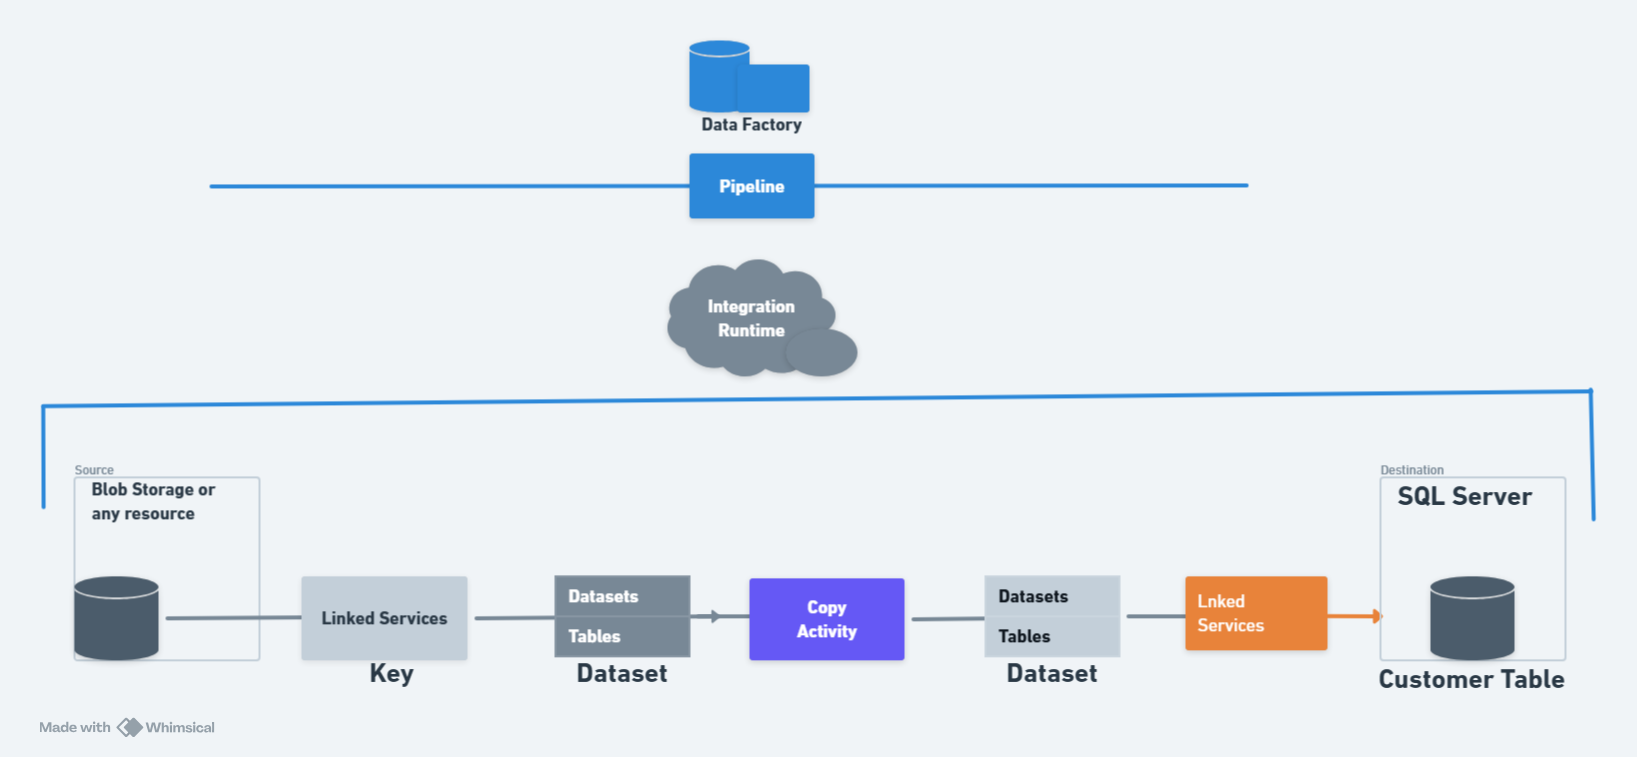 Data Factory
Pipeline
Integration
Runtime
Source
Blob Storage or
any resource
Linked Services
Key
Datasets
Tables
Dataset
Copy
Activity
Datasets
Tables
Dataset
Lnked
Services
Destination
SQL Server
Customer Table
Made with Whimsical